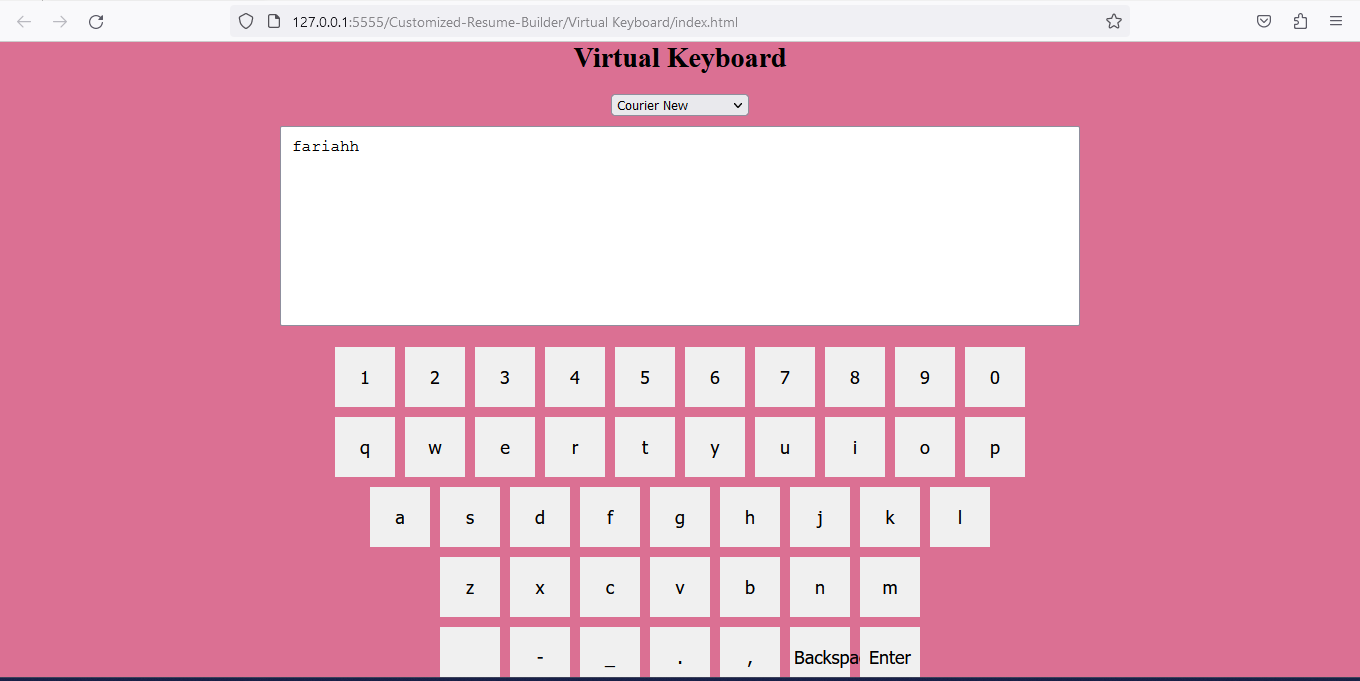 127.0.0.1:5555/Customized-Resume-Builder/Virtual Keyboard/index.html
Virtual Keyboard
Courier New
fariahh
1 2 3 4 5 6 7 8 9 0
q w e r t y u i o p
a s d f g h j k l
z x c v b n m
- _ . , Backspa Enter